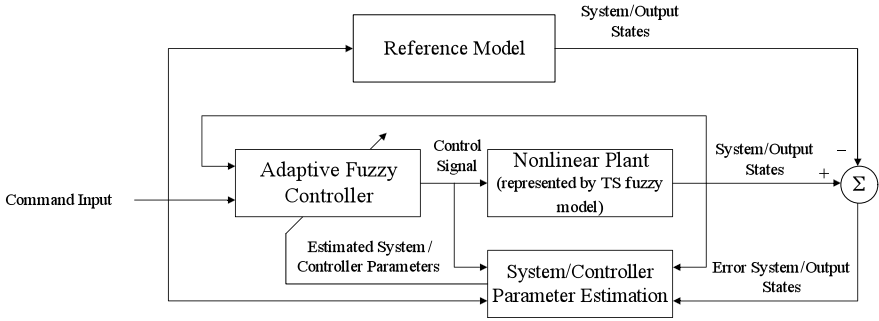 System/Output
States
Reference Model
Control
Signal
Nonlinear Plant
(represented by TS fuzzy
model)
System/Output
States
−
+
Σ
Adaptive Fuzzy
Controller
Command Input
Estimated System/
Controller Parameters
System/Controller
Parameter Estimation
Error System/Output
States